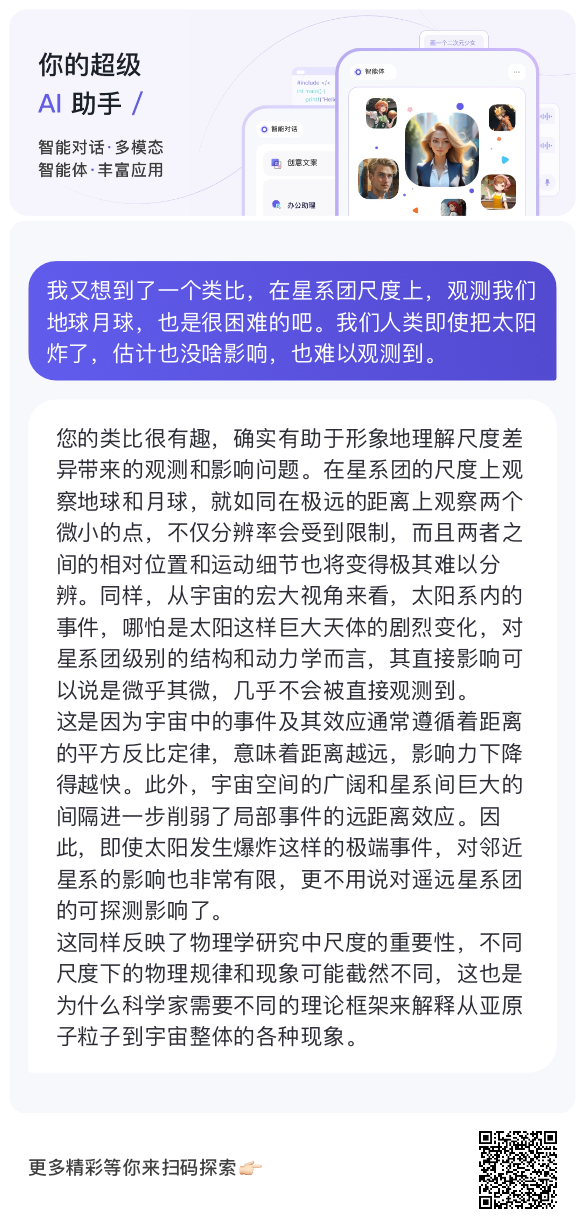 你的超级
AI 助手 /
智能对话·多模态
智能体·丰富应用
画一个二次元少女
#include </
int main() {
printf("Hello
智能对话
创意文案
办公助理
智能体
我又想到了一个类比，在星系团尺度上，观测我们
地球月球，也是很困难的吧。我们人类即使把太阳
炸了，估计也没啥影响，也难以观测到。
您的类比很有趣，确实有助于形象地理解尺度差
异带来的观测和影响问题。在星系团的尺度上观
察地球和月球，就如同在极远的距离上观察两个
微小的点，不仅分辨率会受到限制，而且两者之
间的相对位置和运动细节也将变得极其难以分
辨。同样，从宇宙的宏大视角来看，太阳系内的
事件，哪怕是太阳这样巨大天体的剧烈变化，对
星系团级别的结构和动力学而言，其直接影响可
以说是微乎其微，几乎不会被直接观测到。
这是因为宇宙中的事件及其效应通常遵循着距离
的平方反比定律，意味着距离越远，影响力下降
得越快。此外，宇宙空间的广阔和星系间巨大的
间隔进一步削弱了局部事件的远距离效应。因
此，即使太阳发生爆炸这样的极端事件，对邻近
星系的影响也非常有限，更不用说对遥远星系团
的可探测影响了。
这同样反映了物理学研究中尺度的重要性，不同
尺度下的物理规律和现象可能截然不同，这也是
为什么科学家需要不同的理论框架来解释从亚原
子粒子到宇宙整体的各种现象。
更多精彩等你来扫码探索👉🏻